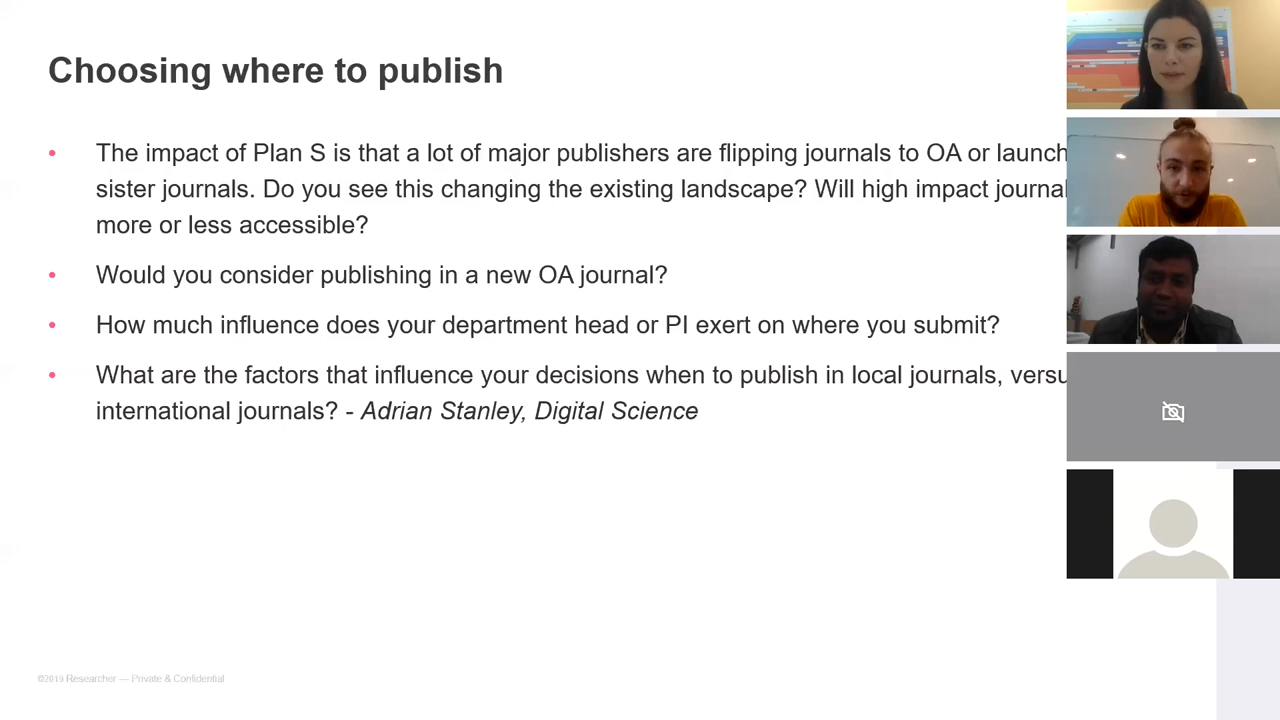 Choosing where to publish
• The impact of Plan S is that a lot of major publishers are flipping journals to OA or launch
sister journals. Do you see this changing the existing landscape? Will high impact journal
more or less accessible?
• Would you consider publishing in a new OA journal?
• How much influence does your department head or PI exert on where you submit?
• What are the factors that influence your decisions when to publish in local journals, versu
international journals? - Adrian Stanley, Digital Science
©2019 Researcher — Private & Confidential